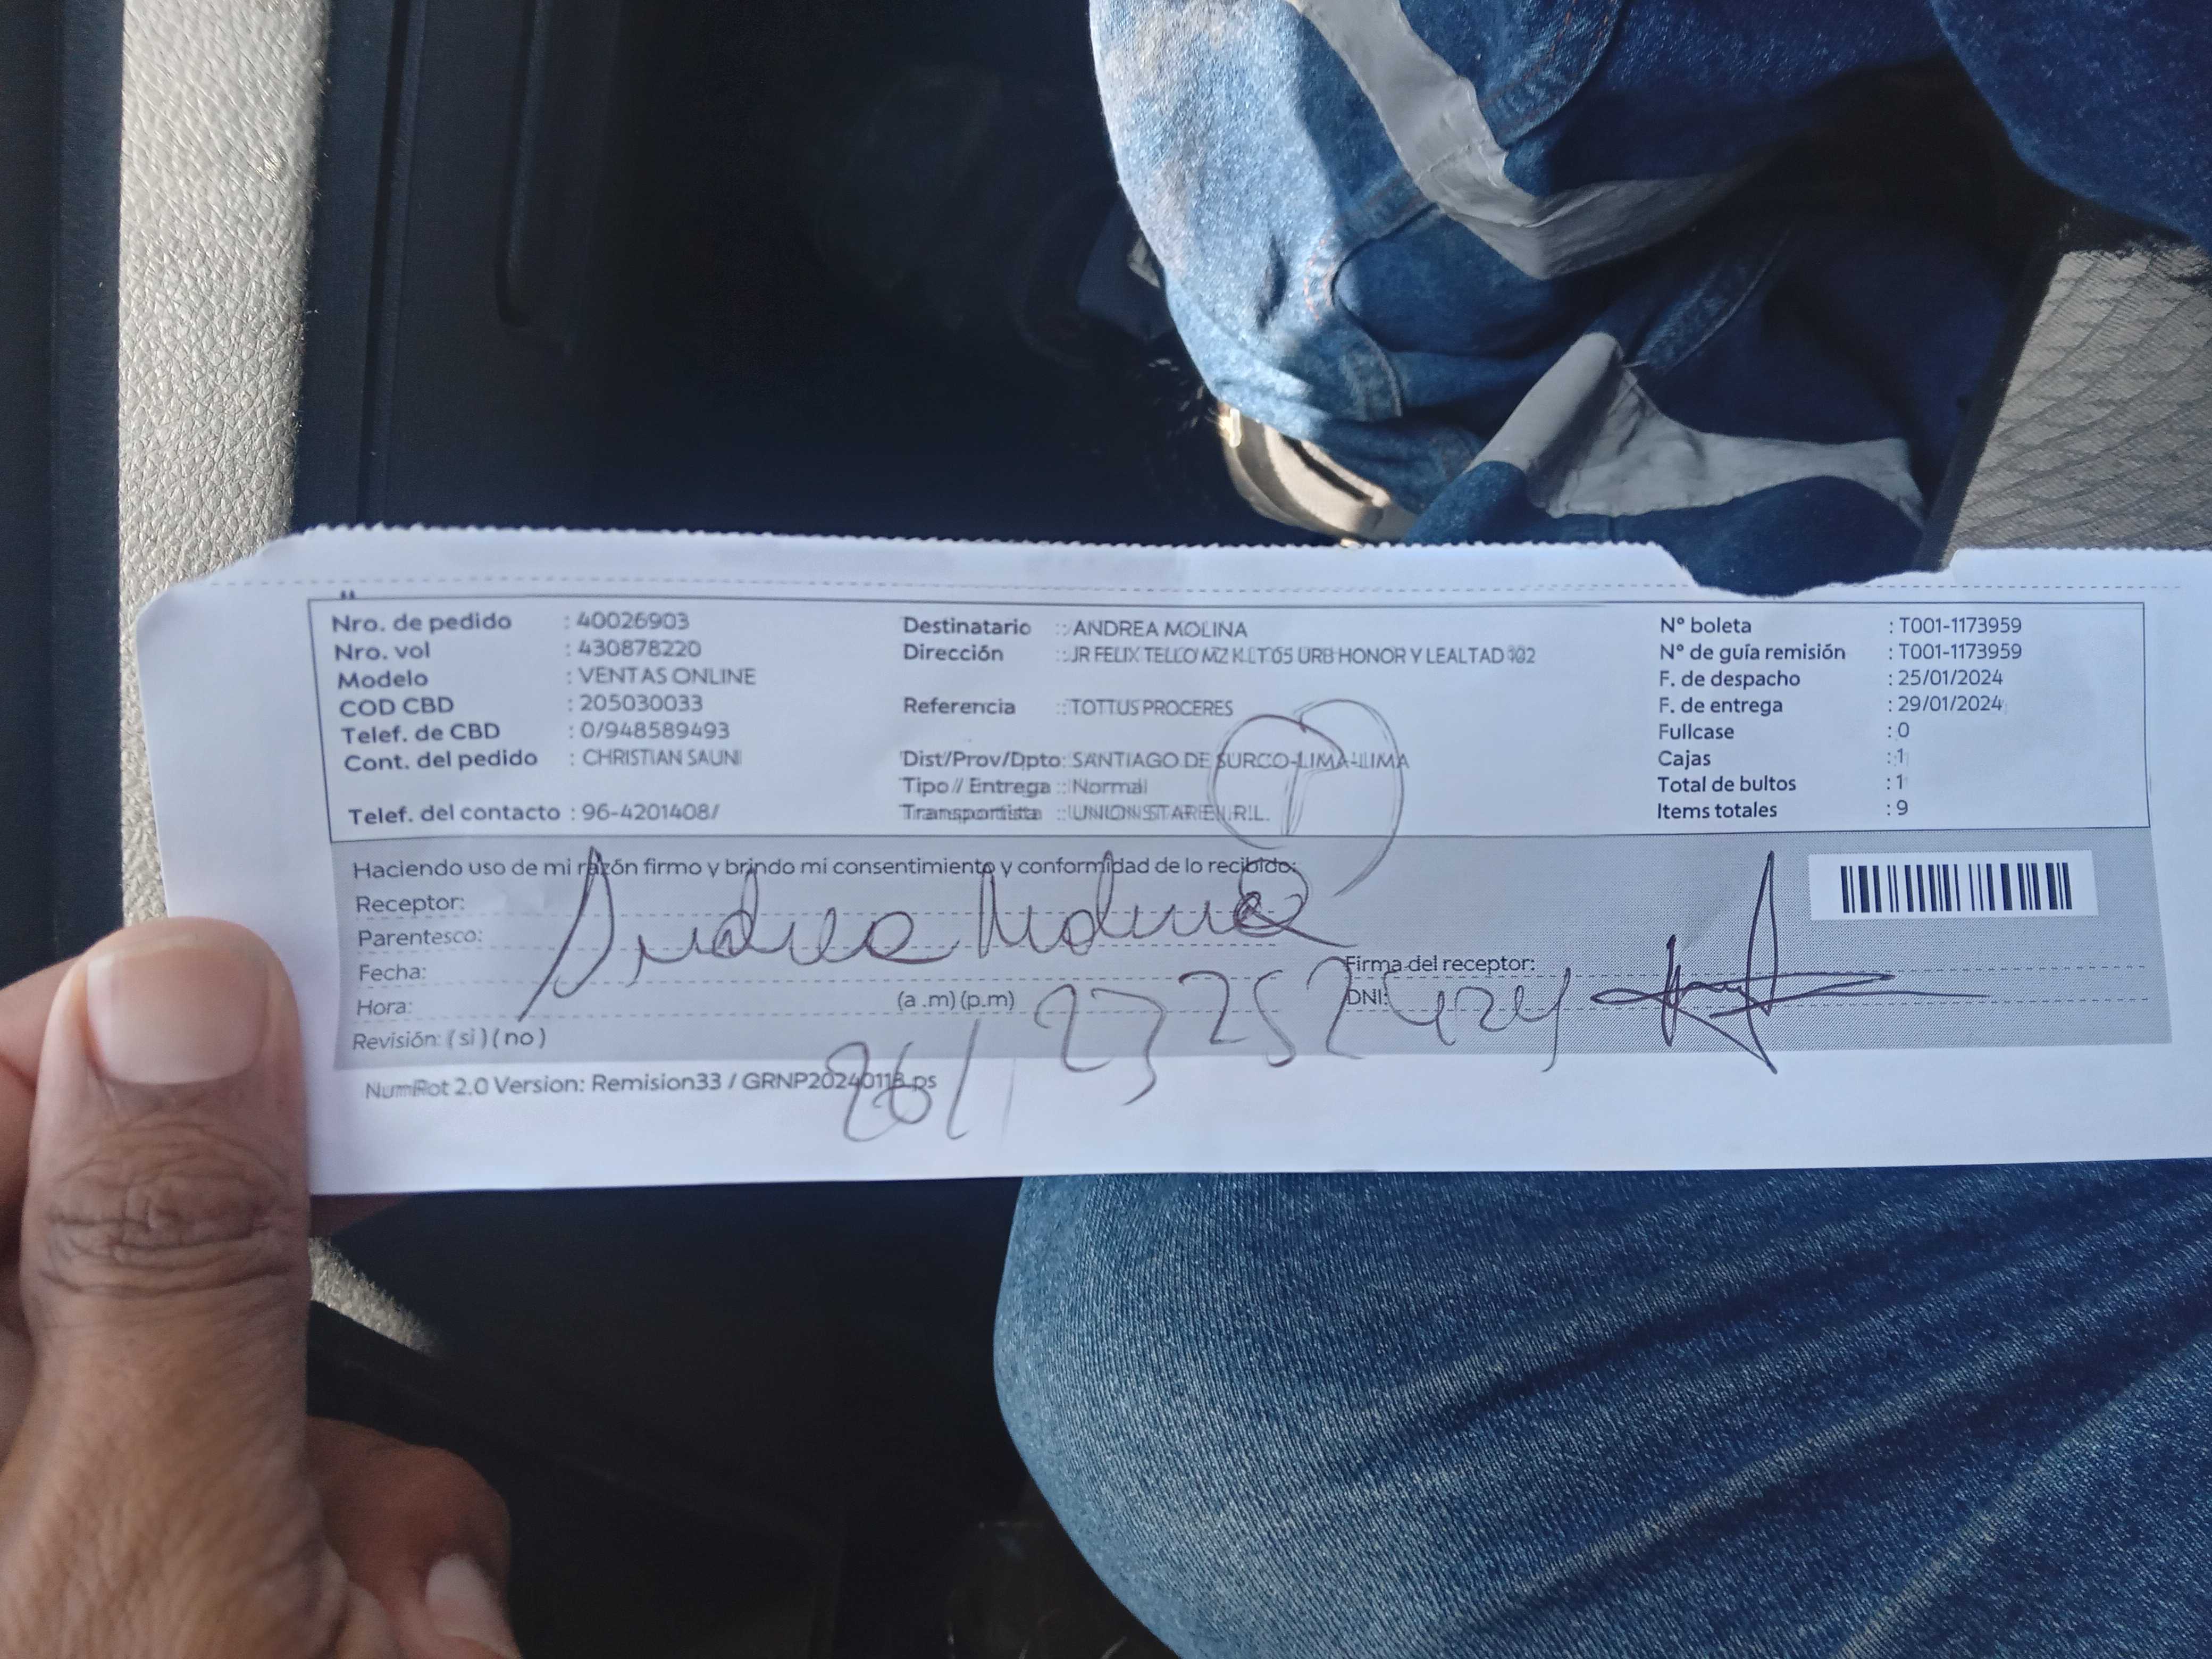 Nro. de pedido : 40026903
Nro. vol : 430878220
Modelo : VENTAS ONLINE
COD CBD : 205030033
Telef. de CBD : 0/948589493
Cont. del pedido : CHRISTIAN SAUNI
Telef. del contacto : 96-4201408/
Destinatario : ANDREA MOLINA
Dirección : JR FELIX TELLO MZ K LT 05 URB HONOR Y LEALTAD 102
Referencia : TOTTUS PROCERES
Dist/Prov/Dpto: SANTIAGO DE SURCO-LIMA-LIMA
Tipo / Entrega : Normal
Transportista : UNION STAR E.I.R.L.
N° boleta : T001-1173959
N° de guía remisión : T001-1173959
F. de despacho : 25/01/2024
F. de entrega : 29/01/2024
Fullcase : 0
Cajas : 1
Total de bultos : 1
Items totales : 9
Haciendo uso de mi razón firmo y brindo mi consentimiento y conformidad de lo recibido:
Receptor:
Andrea Molina
Parentesco:
Fecha:
Firma del receptor:
Hora: (a .m) (p.m)
DNI:
Revisión: ( si ) ( no )
NumRot 2.0 Version: Remision33 / GRNP20240118.ps
26/